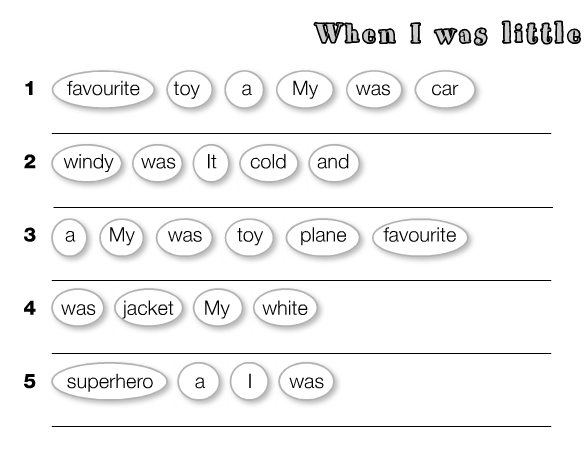 When I was little
1 favourite toy a My was car
2 windy was It cold and
3 a My was toy plane favourite
4 was jacket My white
5 superhero a I was